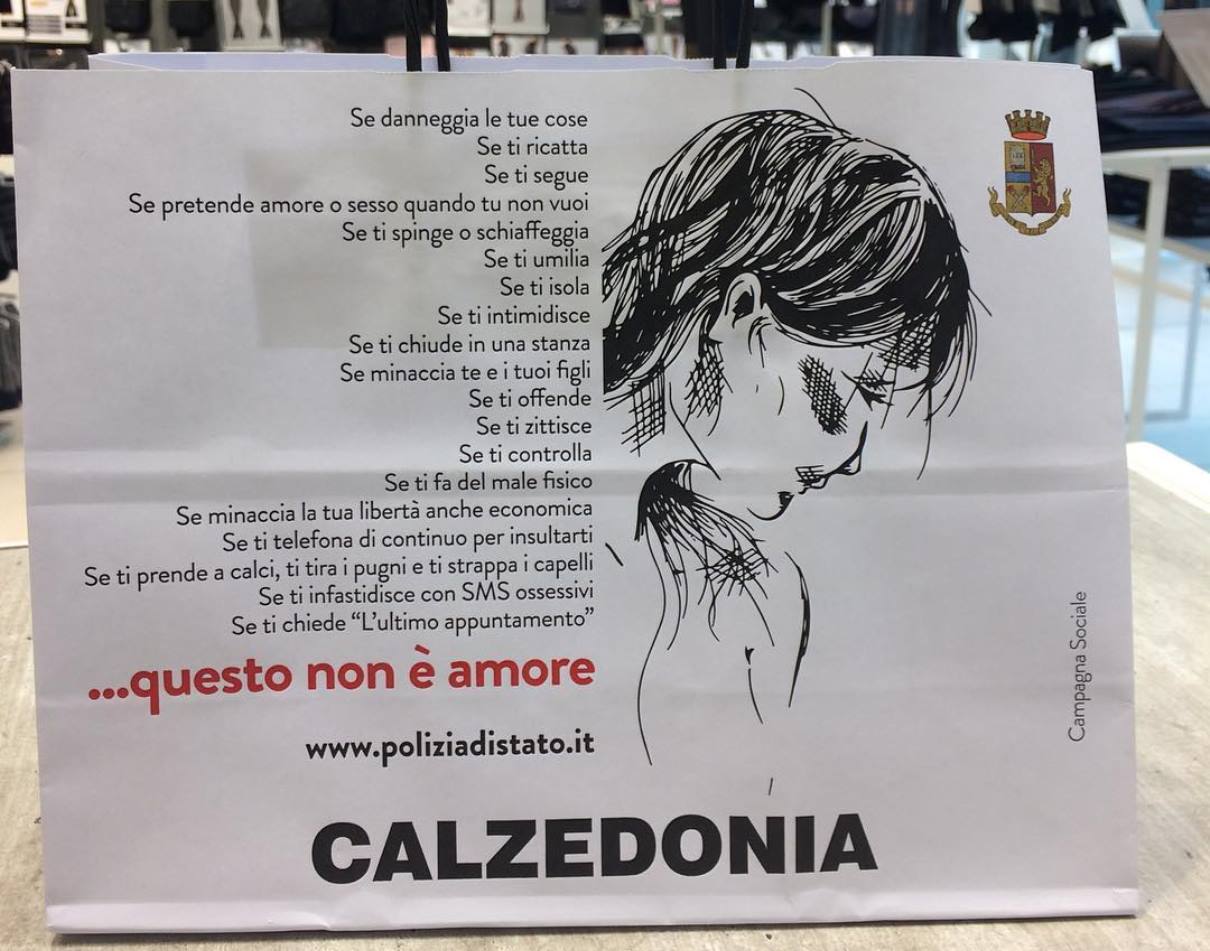 Se danneggia le tue cose
Se ti ricatta
Se ti segue
Se pretende amore o sesso quando tu non vuoi
Se ti spinge o schiaffeggia
Se ti umilia
Se ti isola
Se ti intimidisce
Se ti chiude in una stanza
Se minaccia te e i tuoi figli
Se ti offende
Se ti zittisce
Se ti controlla
Se ti fa del male fisico
Se minaccia la tua libertà anche economica
Se ti telefona di continuo per insultarti
Se ti prende a calci, ti tira i pugni e ti strappa i capelli
Se ti infastidisce con SMS ossessivi
Se ti chiede “L’ultimo appuntamento”
...questo non è amore
www.poliziadistato.it
Campagna Sociale
CALZEDONIA